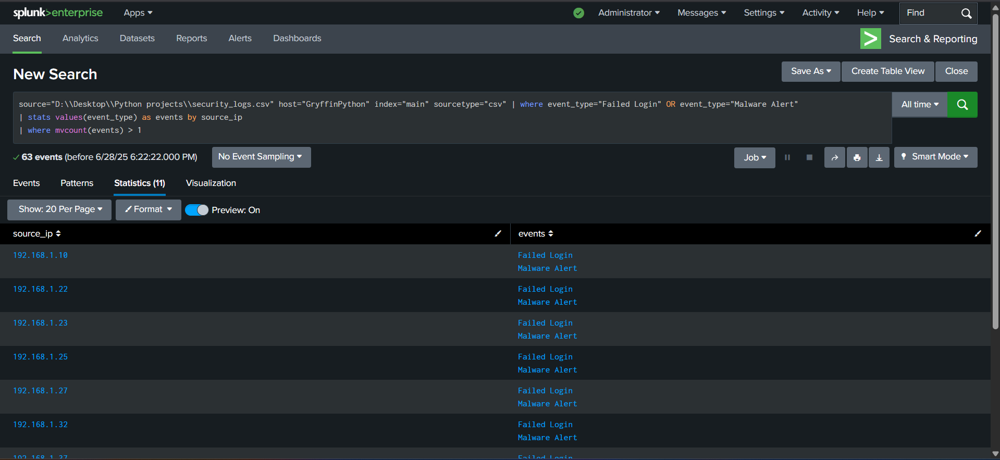 splunk>enterprise Apps Administrator Messages Settings Activity Help Find
Search Analytics Datasets Reports Alerts Dashboards > Search & Reporting
New Search Save As Create Table View Close
source="D:\\Desktop\\Python projects\\security_logs.csv" host="GryffinPython" index="main" sourcetype="csv" | where event_type="Failed Login" OR event_type="Malware Alert" All time
| stats values(event_type) as events by source_ip
| where mvcount(events) > 1
63 events (before 6/28/25 6:22:22.000 PM) No Event Sampling Job Smart Mode
Events Patterns Statistics (11) Visualization
Show: 20 Per Page Format Preview: On
source_ip events
192.168.1.10 Failed Login
Malware Alert
192.168.1.22 Failed Login
Malware Alert
192.168.1.23 Failed Login
Malware Alert
192.168.1.25 Failed Login
Malware Alert
192.168.1.27 Failed Login
Malware Alert
192.168.1.32 Failed Login
Malware Alert
192.168.1.37 Failed Login